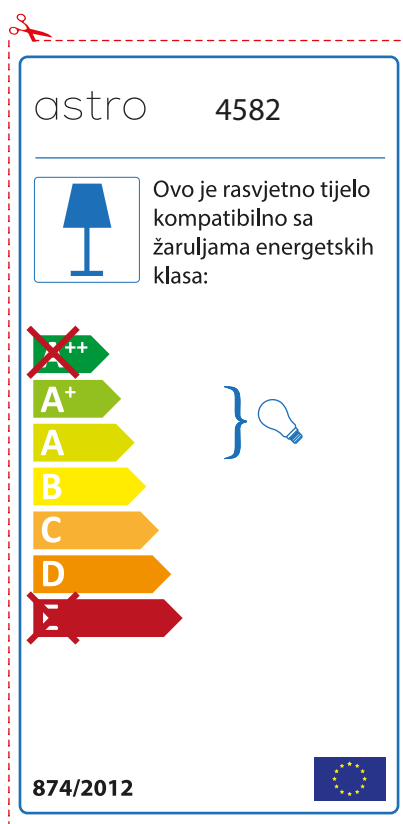 astro 4582
Ovo je rasvjetno tijelo
kompatibilno sa
žaruljama energetskih
klasa:
A++
A+
A
B
C
D
E
874/2012